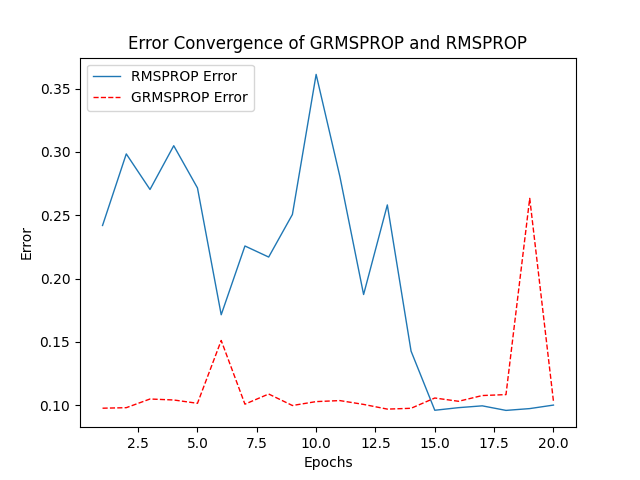 Error Convergence of GRMSPROP and RMSPROP
RMSPROP Error
GRMSPROP Error
0.35
0.30
0.25
0.20
0.15
0.10
Error
2.5 5.0 7.5 10.0 12.5 15.0 17.5 20.0
Epochs